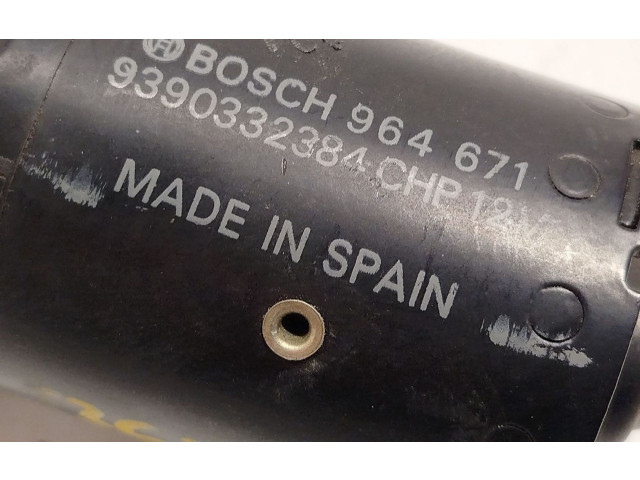 BOSCH 964 671
9390332384 CHP 12V
MADE IN SPAIN